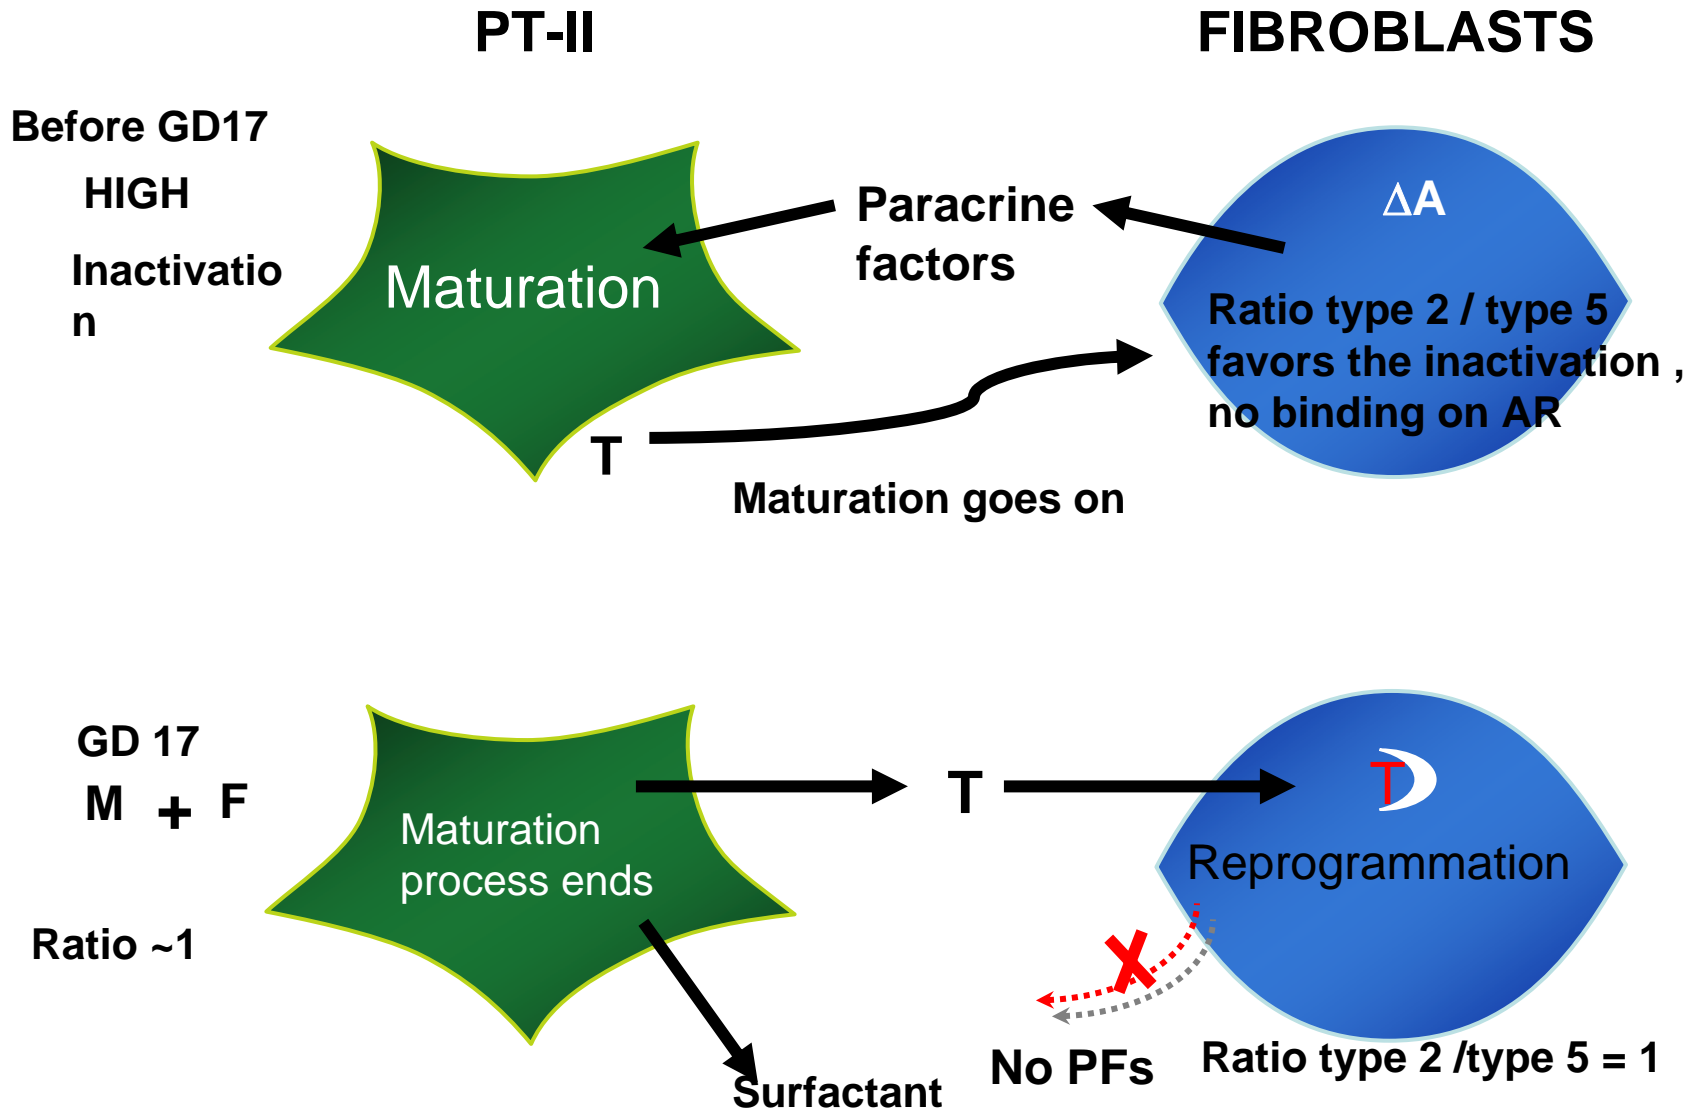 PT-II
FIBROBLASTS
Before GD17
HIGH
Inactivatio
n
Maturation
Paracrine
factors
ΔA
Ratio type 2 / type 5
favors the inactivation ,
no binding on AR
T
Maturation goes on
GD 17
M + F
Ratio ~1
Maturation
process ends
T
T
Reprogrammation
X
No PFs
Surfactant
Ratio type 2 /type 5 = 1